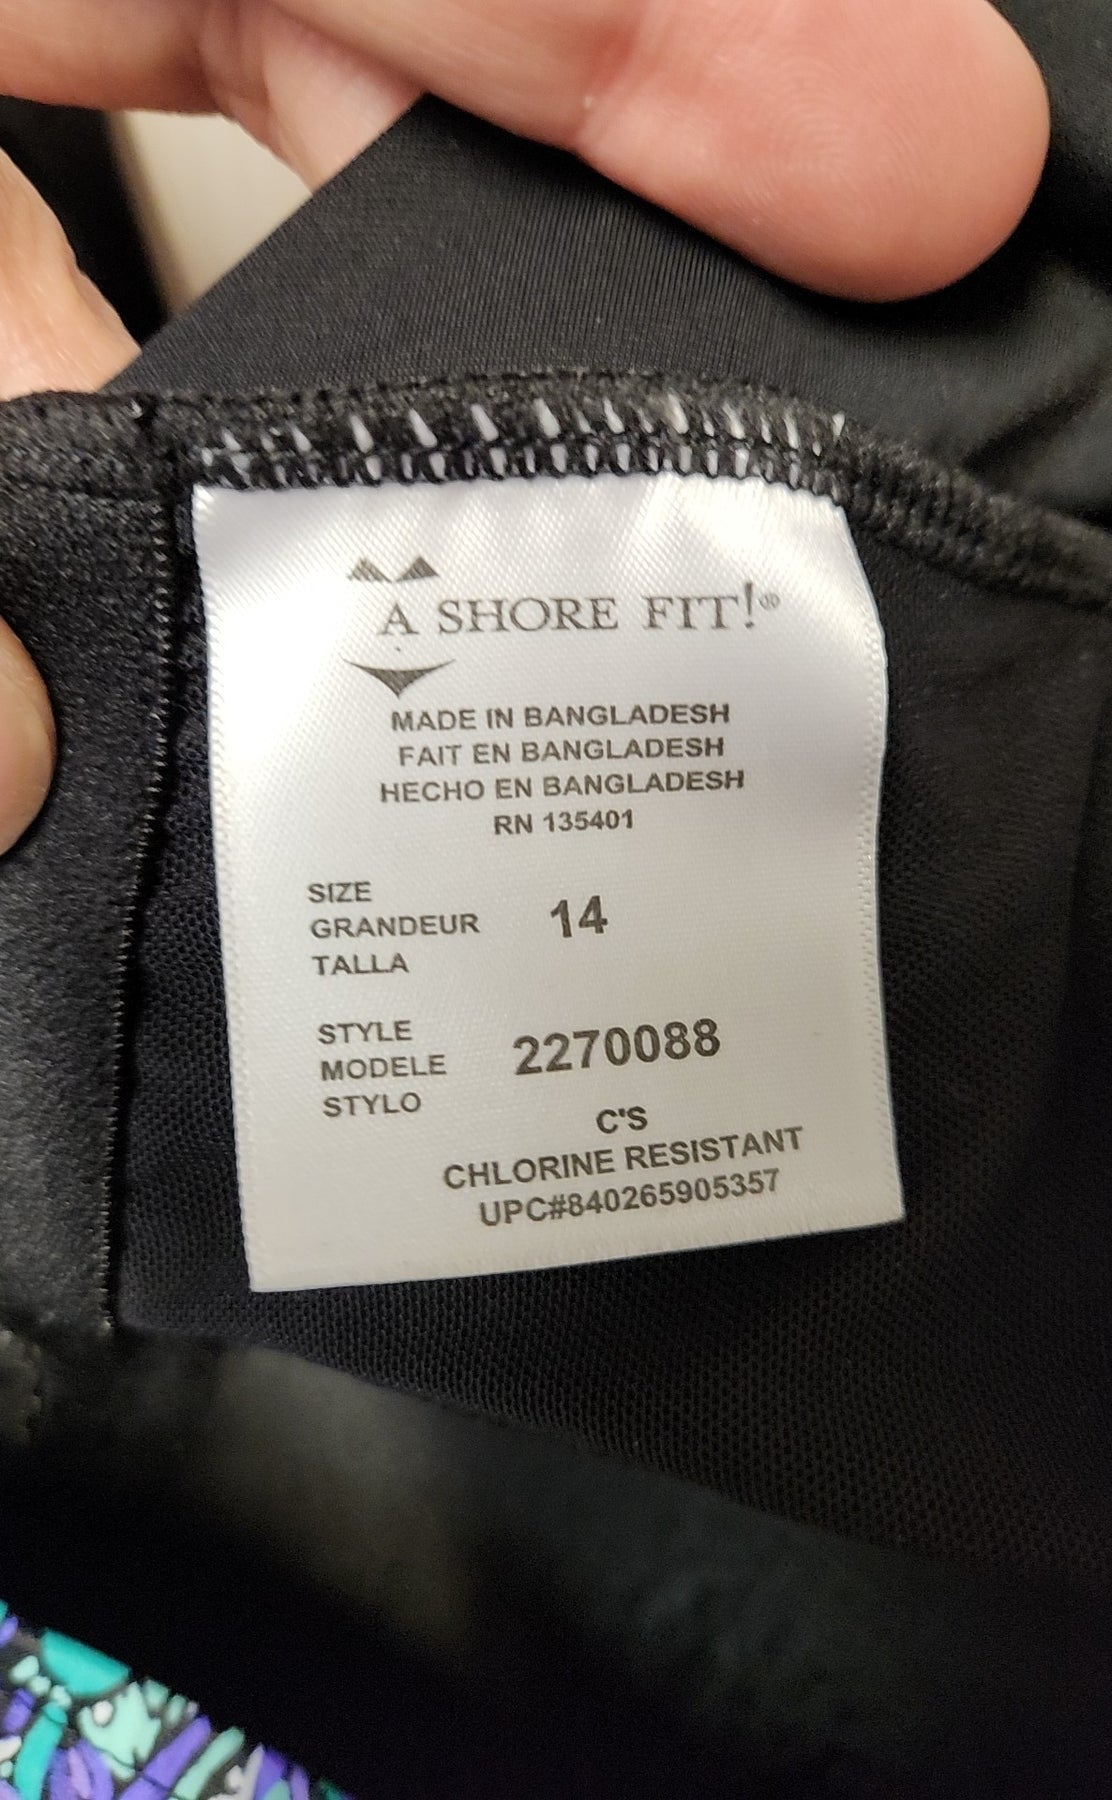 A SHORE FIT!®
MADE IN BANGLADESH
FAIT EN BANGLADESH
HECHO EN BANGLADESH
RN 135401
SIZE
GRANDEUR 14
TALLA
STYLE
MODELE 2270088
STYLO
C'S
CHLORINE RESISTANT
UPC#840265905357